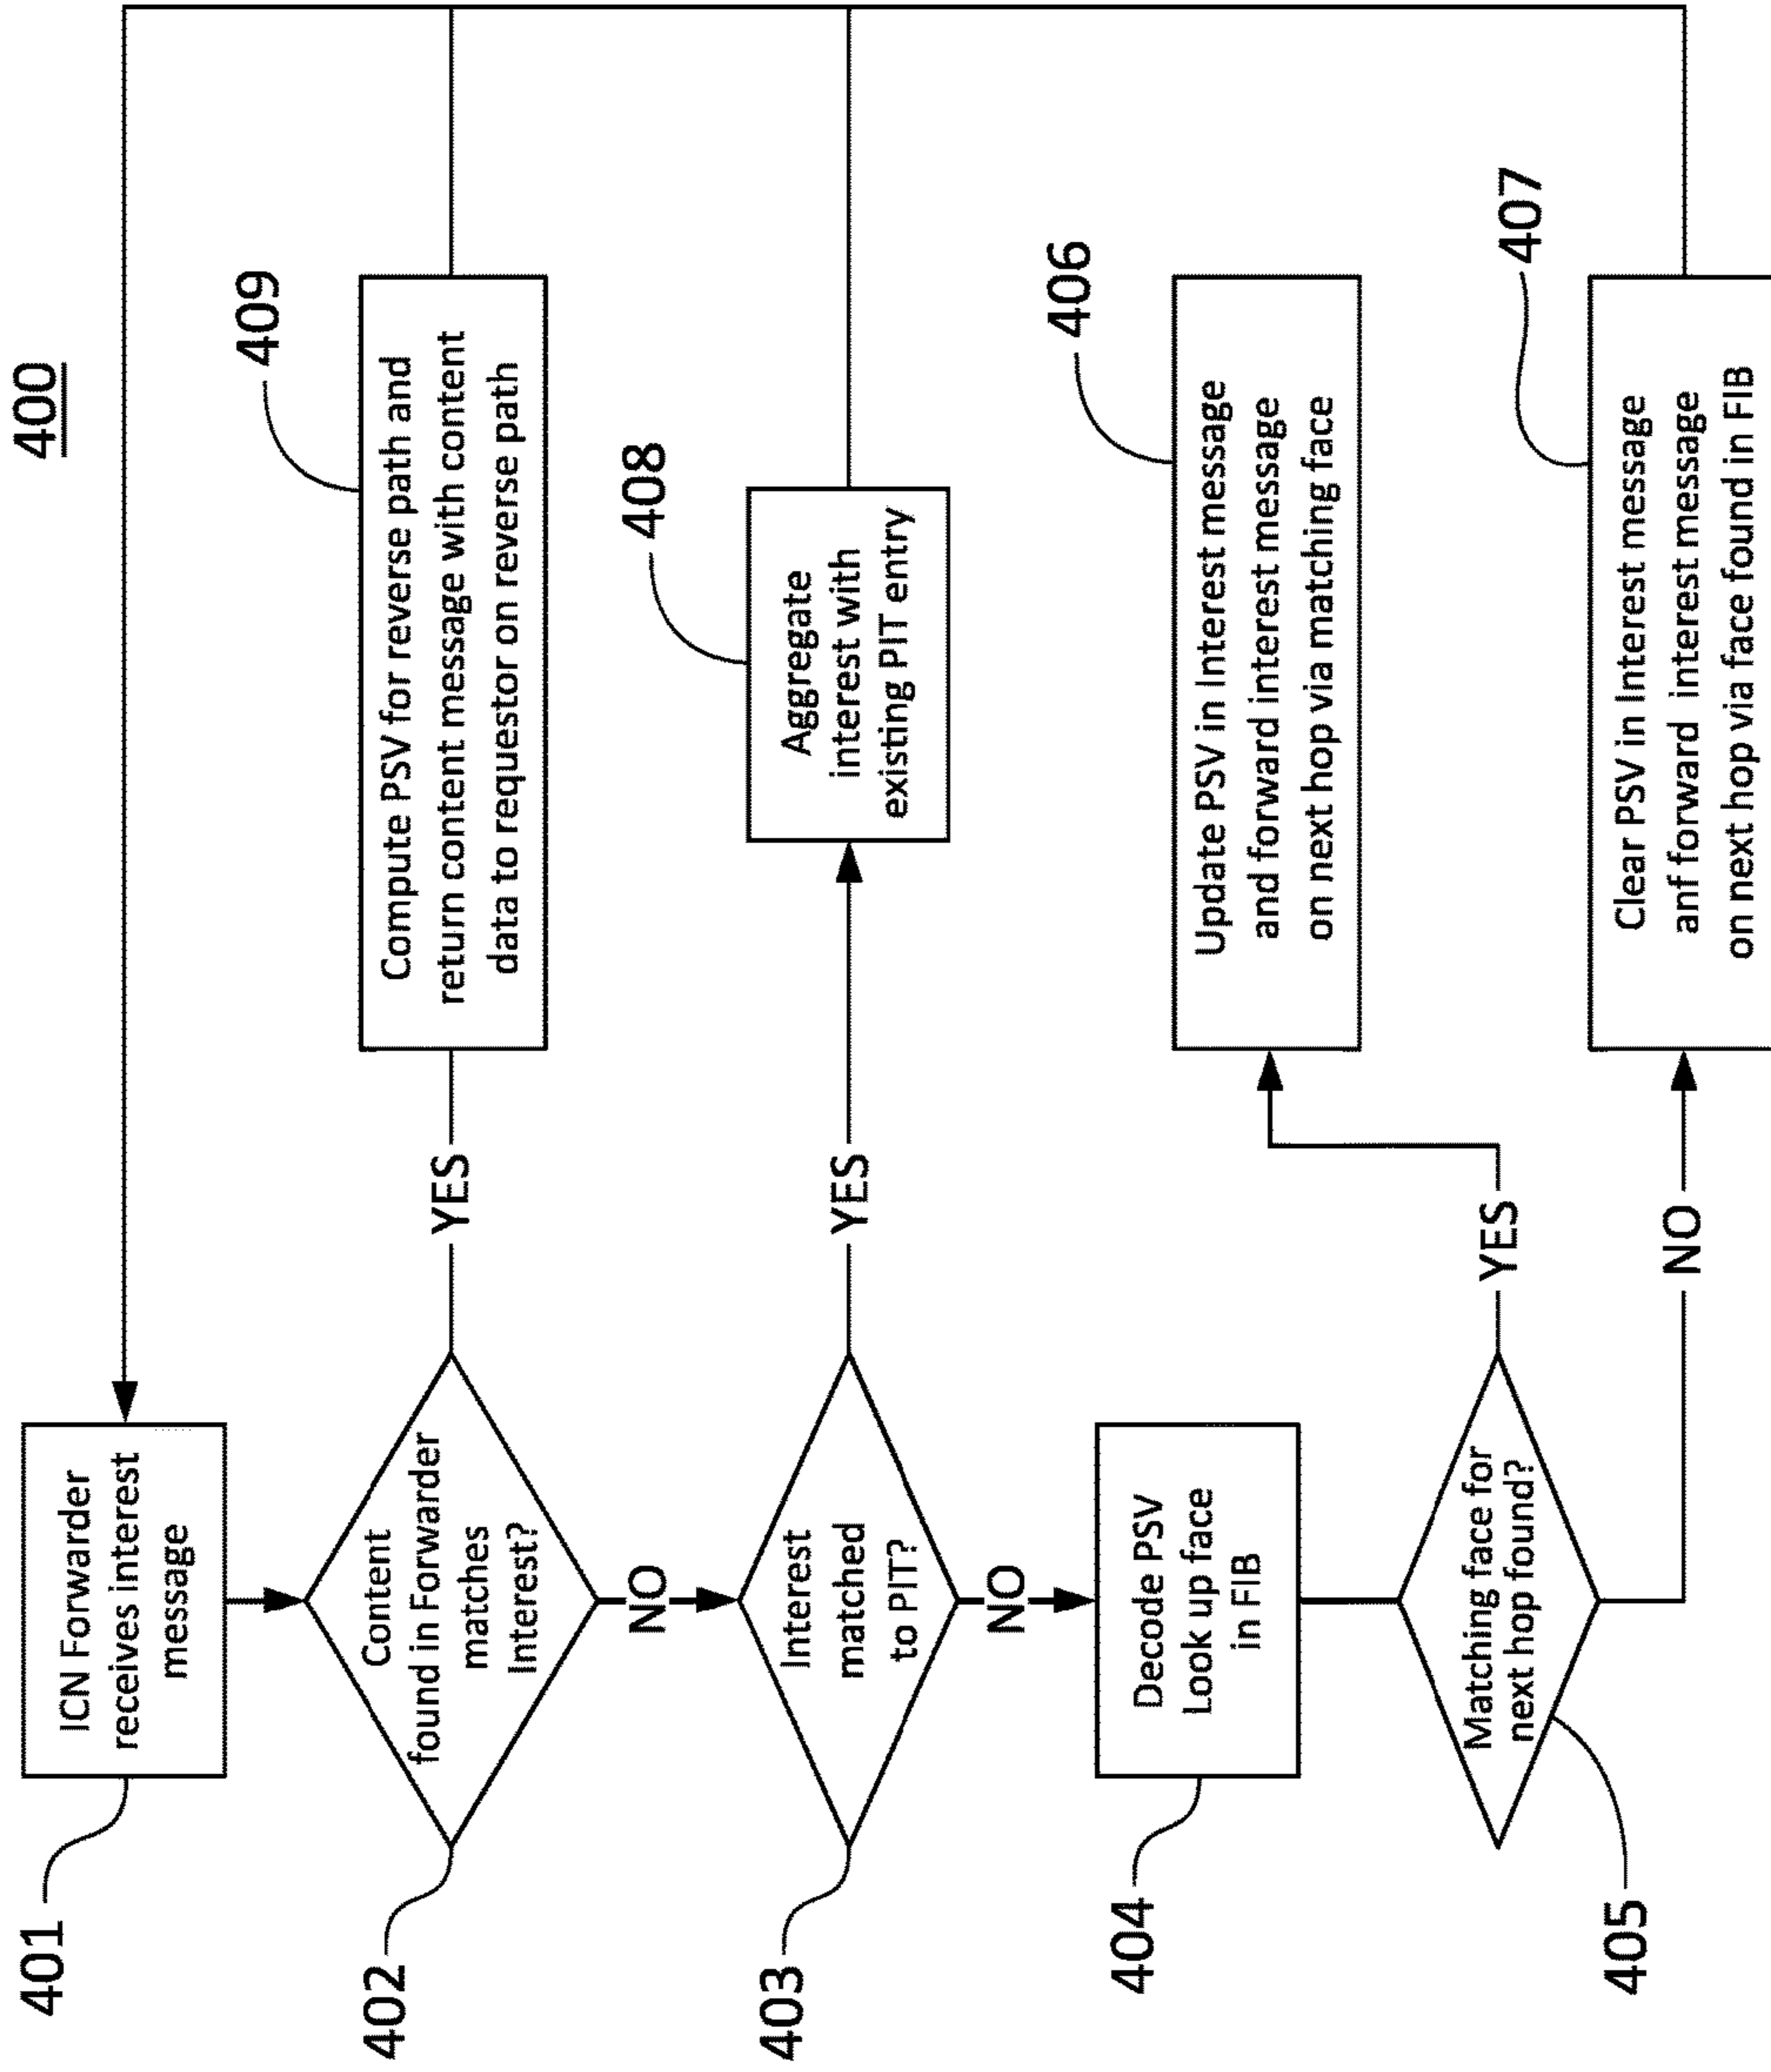 400
401
ICN Forwarder
receives interest
message
402
Content
found in Forwarder
matches
Interest?
YES
409
Compute PSV for reverse path and
return content message with content
data to requestor on reverse path
NO
403
Interest
matched
to PIT?
YES
408
Aggregate
interest with
existing PIT entry
NO
404
Decode PSV
Look up face
in FIB
405
Matching face for
next hop found?
YES
406
Update PSV in Interest message
and forward interest message
on next hop via matching face
NO
407
Clear PSV in Interest message
anf forward interest message
on next hop via face found in FIB